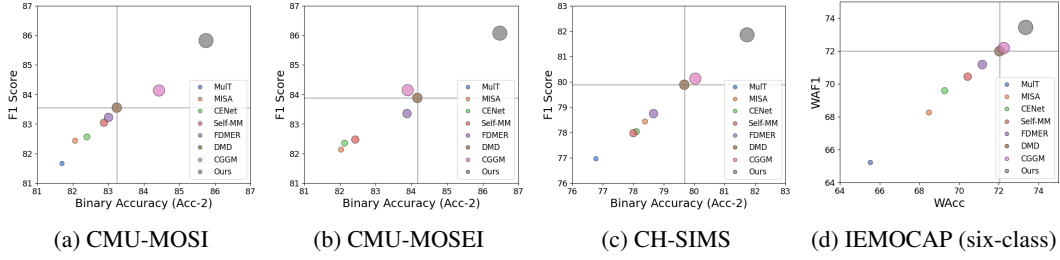 87
86
85
84
83
82
81
F1 Score
81 82 83 84 85 86 87
Binary Accuracy (Acc-2)
MulT
MISA
CENet
Self-MM
FDMER
DMD
CGGM
Ours
(a) CMU-MOSI
87
86
85
84
83
82
81
F1 Score
81 82 83 84 85 86 87
Binary Accuracy (Acc-2)
MulT
MISA
CENet
Self-MM
FDMER
DMD
CGGM
Ours
(b) CMU-MOSEI
83
82
81
80
79
78
77
76
F1 Score
76 77 78 79 80 81 82 83
Binary Accuracy (Acc-2)
MulT
MISA
CENet
Self-MM
FDMER
DMD
CGGM
Ours
(c) CH-SIMS
74
72
70
68
66
64
WAF1
64 66 68 70 72 74
WAcc
MulT
MISA
CENet
Self-MM
FDMER
DMD
CGGM
Ours
(d) IEMOCAP (six-class)